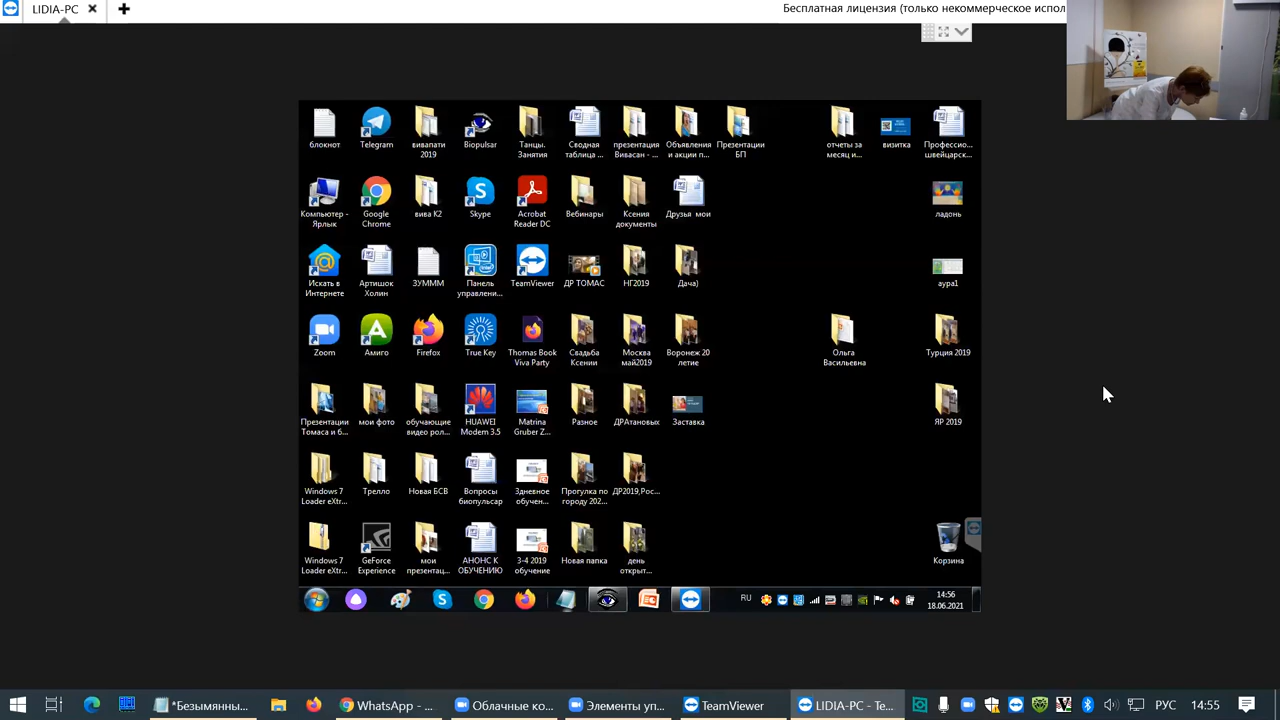 LIDIA-PC
Бесплатная лицензия (только некоммерческое испол
блокнот
Telegram
вивапати 2019
Biopulsar
Танцы. Занятия
Сводная таблица ...
презентация Вивасан - ...
Объявления и акции п...
Презентации БП
отчеты за месяц и...
визитка
Профессио... швейцарск...
Компьютер - Ярлык
Google Chrome
вива К2
Skype
Acrobat Reader DC
Вебинары
Ксения документы
Друзья мои
ладонь
Искать в Интернете
Артишок Холин
ЗУМММ
Панель управлени...
TeamViewer
ДР ТОМАС
НГ2019
Дача)
аура1
Zoom
Амиго
Firefox
True Key
Thomas Book Viva Party
Свадьба Ксении
Москва май2019
Воронеж 20 летие
Ольга Васильевна
Турция 2019
Презентации Томаса и б...
мои фото
обучающие видео рол...
HUAWEI Modem 3.5
Matrina Gruber Z...
Разное
ДРАтановых
Заставка
ЯР 2019
Windows 7 Loader eXtr...
Трелло
Новая БСВ
Вопросы биопульсар
3дневное обучен...
Прогулка по городу 202...
ДР2019,Рос...
Windows 7 Loader eXtr...
GeForce Experience
мои презентац...
АНОНС К ОБУЧЕНИЮ
3-4 2019 обучение
Новая папка
день открыт...
Корзина
RU
14:56
18.06.2021
*Безымянны...
WhatsApp - ...
Облачные ко...
Элементы уп...
TeamViewer
LIDIA-PC - Te...
РУС
14:55